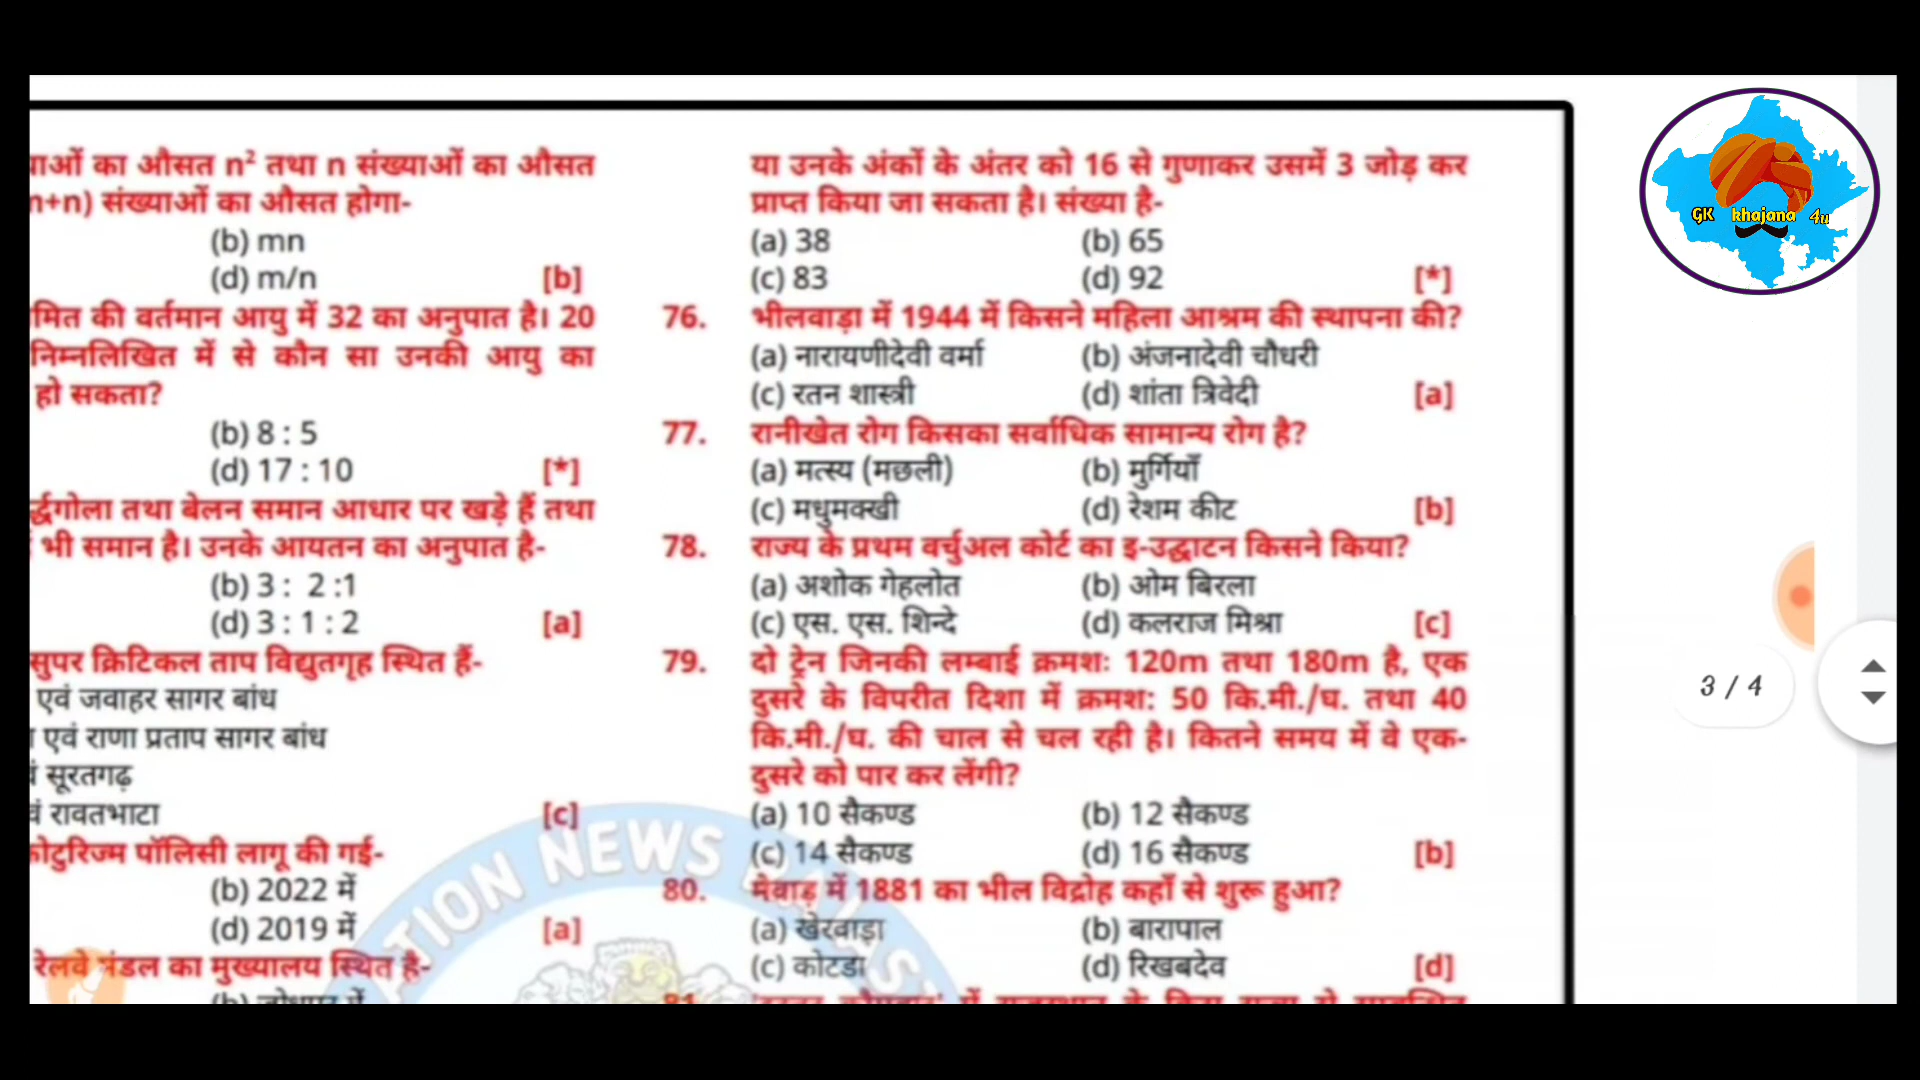 ाओं का औसत n² तथा n संख्याओं का औसत
n+n) संख्याओं का औसत होगा-
(b) mn
(d) m/n [b]
मित की वर्तमान आयु में 32 का अनुपात है। 20
निम्नलिखित में से कौन सा उनकी आयु का
हो सकता?
(b) 8 : 5
(d) 17 : 10 [*]
र्द्धगोला तथा बेलन समान आधार पर खड़े हैं तथा
भी समान है। उनके आयतन का अनुपात है-
(b) 3 : 2 :1
(d) 3 : 1 : 2 [a]
सुपर क्रिटिकल ताप विद्युतगृह स्थित हैं-
एवं जवाहर सागर बांध
एवं राणा प्रताप सागर बांध
सूरतगढ़
वं रावतभाटा [c]
कोटुरिज्म पॉलिसी लागू की गई-
(b) 2022 में
(d) 2019 में [a]
रेलवे मंडल का मुख्यालय स्थित है-
या उनके अंकों के अंतर को 16 से गुणाकर उसमें 3 जोड़ कर
प्राप्त किया जा सकता है। संख्या है-
(a) 38 (b) 65
(c) 83 (d) 92 [*]
76. भीलवाड़ा में 1944 में किसने महिला आश्रम की स्थापना की?
(a) नारायणीदेवी वर्मा (b) अंजनादेवी चौधरी
(c) रतन शास्त्री (d) शांता त्रिवेदी [a]
77. रानीखेत रोग किसका सर्वाधिक सामान्य रोग है?
(a) मत्स्य (मछली) (b) मुर्गियाँ
(c) मधुमक्खी (d) रेशम कीट [b]
78. राज्य के प्रथम वर्चुअल कोर्ट का इ-उद्घाटन किसने किया?
(a) अशोक गेहलोत (b) ओम बिरला
(c) एस. एस. शिन्दे (d) कलराज मिश्रा [c]
79. दो ट्रेन जिनकी लम्बाई क्रमश: 120m तथा 180m है, एक
दुसरे के विपरीत दिशा में क्रमश: 50 कि.मी./घ. तथा 40
कि.मी./घ. की चाल से चल रही है। कितने समय में वे एक-
दुसरे को पार कर लेंगी?
(a) 10 सैकण्ड (b) 12 सैकण्ड
(c) 14 सैकण्ड (d) 16 सैकण्ड [b]
80. मेवाड़ में 1881 का भील विद्रोह कहाँ से शुरू हुआ?
(a) खेरवाड़ा (b) बारापाल
(c) कोटडा (d) रिखबदेव [d]
TION NEWS
GK khajana 4u
3 / 4